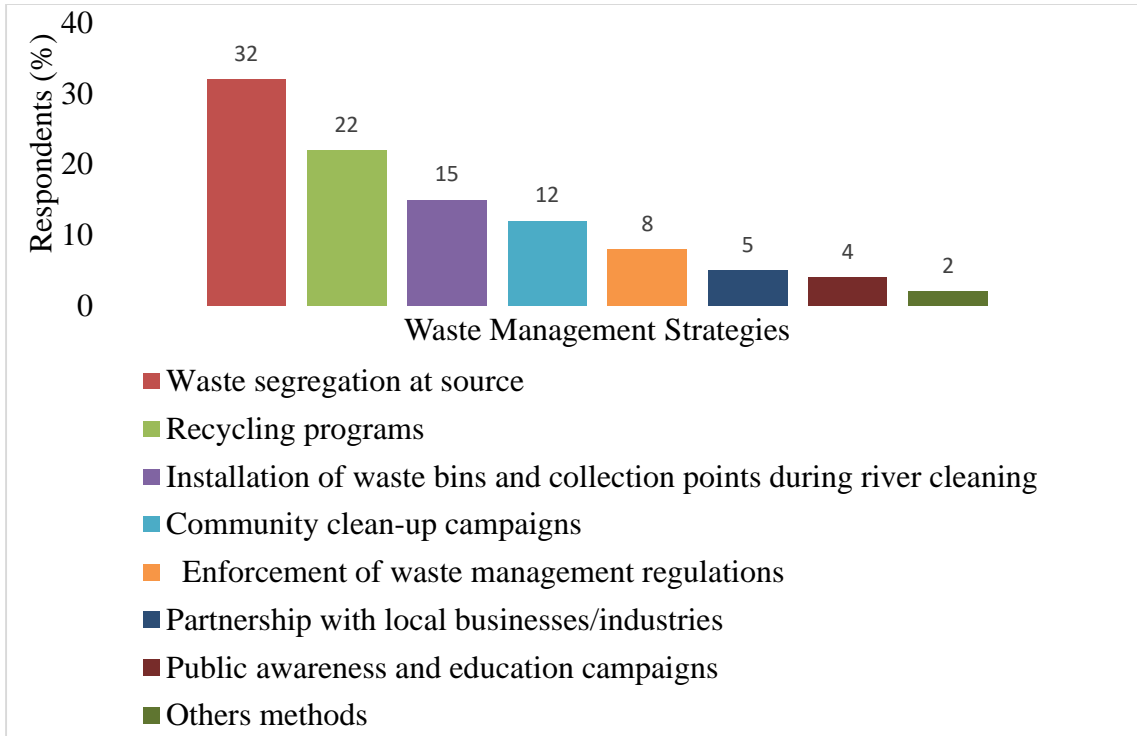 40
30
20
10
0
Respondents (%)
32
22
15
12
8
5
4
2
Waste Management Strategies
Waste segregation at source
Recycling programs
Installation of waste bins and collection points during river cleaning
Community clean-up campaigns
Enforcement of waste management regulations
Partnership with local businesses/industries
Public awareness and education campaigns
Others methods